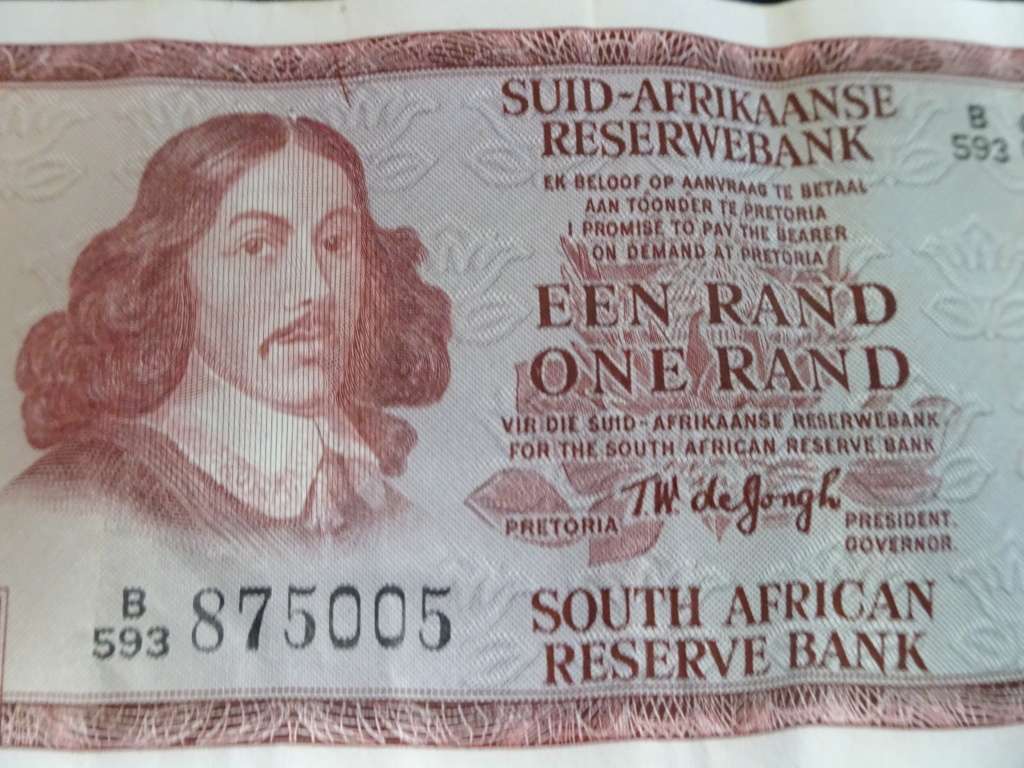 SUID-AFRIKAANSE
RESERWEBANK
B
593
EK BELOOF OP AANVRAAG TE BETAAL
AAN TOONDER TE PRETORIA
I PROMISE TO PAY THE BEARER
ON DEMAND AT PRETORIA
EEN RAND
ONE RAND
VIR DIE SUID-AFRIKAANSE RESERWEBANK
FOR THE SOUTH AFRICAN RESERVE BANK
T.W. de Jongh
PRETORIA
PRESIDENT.
GOVERNOR.
B
593 875005
SOUTH AFRICAN
RESERVE BANK